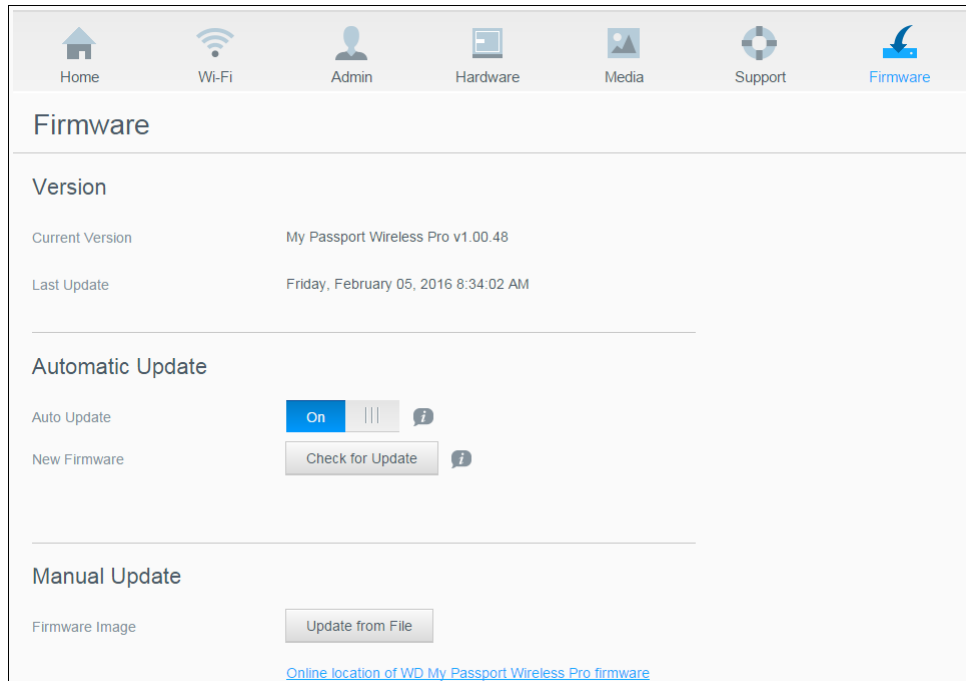 Home Wi-Fi Admin Hardware Media Support Firmware
Firmware
Version
Current Version My Passport Wireless Pro v1.00.48
Last Update Friday, February 05, 2016 8:34:02 AM
Automatic Update
Auto Update On
New Firmware Check for Update
Manual Update
Firmware Image Update from File
Online location of WD My Passport Wireless Pro firmware